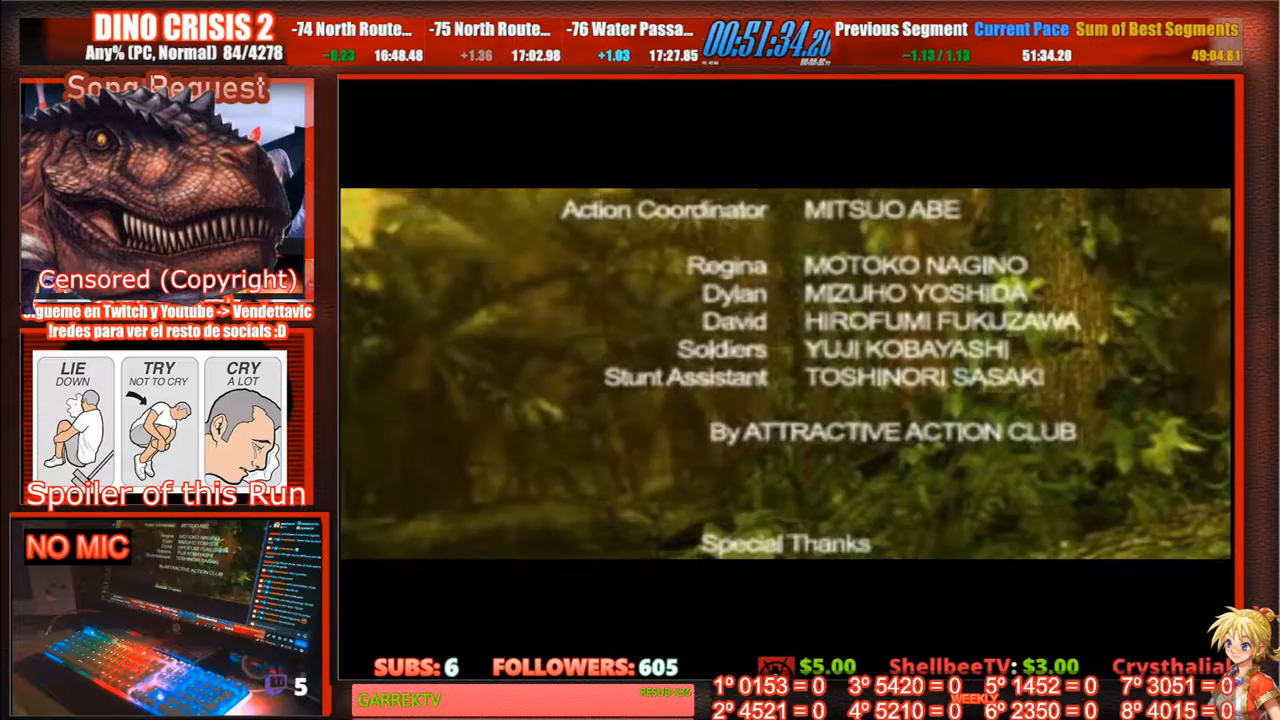 DINO CRISIS 2
Any% (PC, Normal) 84/4278
-74 North Route...
-0.23 16:48.48
-75 North Route...
+1.36 17:02.98
-76 Water Passa...
+1.03 17:27.85
00:51:34.20
Previous Segment
-1.13 / 1.13
Current Pace
51:34.20
Sum of Best Segments
49:04.81
Song Request
Censored (Copyright)
gueme en Twitch y Youtube -> Vendettavic
!redes para ver el resto de socials :D
LIE
DOWN
TRY
NOT TO CRY
CRY
A LOT
Spoiler of this Run
NO MIC
5
Action Coordinator MITSUO ABE
Regina MOTOKO NAGINO
Dylan MIZUHO YOSHIDA
David HIROFUMI FUKUZAWA
Soldiers YUJI KOBAYASHI
Stunt Assistant TOSHINORI SASAKI
By ATTRACTIVE ACTION CLUB
Special Thanks
SUBS: 6 FOLLOWERS: 605
$5.00 ShellbeeTV: $3.00 Crysthalia
GARREKTV
RESUB X36
1º 0153 = 0 3º 5420 = 0 5º 1452 = 0 7º 3051 = 0
WEEKLY
2º 4521 = 0 4º 5210 = 0 6º 2350 = 0 8º 4015 = 0